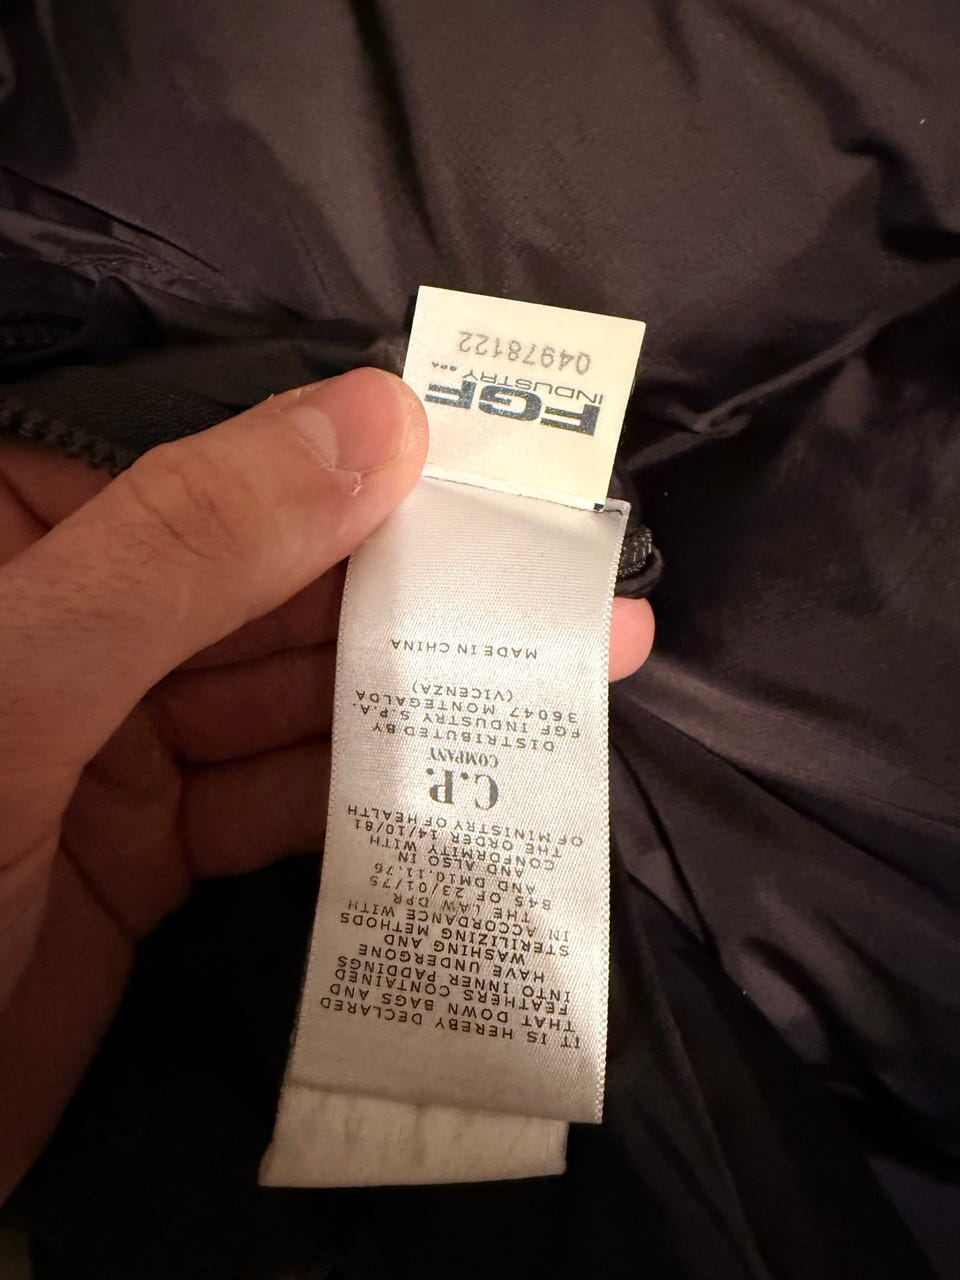 IT IS HEREBY DECLARED
THAT DOWN BAGS AND
FEATHERS CONTAINED
INTO INNER PADDINGS
HAVE UNDERGONE
WASHING AND
STERILIZING METHODS
IN ACCORDANCE WITH
THE LAW DPR.
845 OF 23/01/75
AND DM10.11.76
AND ALSO IN
CONFORMITY WITH
THE ORDER 14/10/81
OF MINISTRY OF HEALTH
C.P.
COMPANY
DISTRIBUTED BY
FGF INDUSTRY S.P.A.
36047 MONTEGALDA
(VICENZA)
MADE IN CHINA
FGF
INDUSTRY SPA
04978122